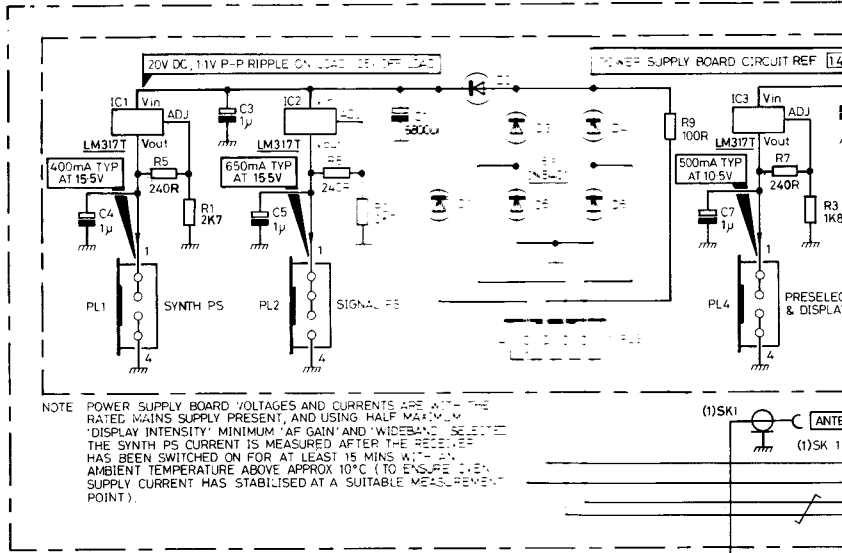 20V DC, 1·1V P-P RIPPLE ON LOAD
POWER SUPPLY BOARD CIRCUIT REF 14
IC1
Vin
ADJ
Vout
LM317T
C3
1µ
IC2
ADJ
Vout
LM317T
6800µ
R9
100R
IC3
Vin
ADJ
Vout
LM317T
400mA TYP
AT 15·5V
R5
240R
650mA TYP
AT 15·5V
R6
240R
500mA TYP
AT 10·5V
R7
240R
C4
1µ
R1
2K7
C5
1µ
C7
1µ
R3
1K8
1
1
1
PL1
SYNTH PS
PL2
SIGNAL PS
PL4
PRESELEC
& DISPLA
4
4
4
NOTE POWER SUPPLY BOARD VOLTAGES AND CURRENTS ARE WITH THE
RATED MAINS SUPPLY PRESENT, AND USING HALF MAXIMUM
'DISPLAY INTENSITY' MINIMUM 'AF GAIN' AND 'WIDEBAND' SELECTED
THE SYNTH PS CURRENT IS MEASURED AFTER THE RECEIVER
HAS BEEN SWITCHED ON FOR AT LEAST 15 MINS WITH AN
AMBIENT TEMPERATURE ABOVE APPROX 10°C (TO ENSURE OVEN
SUPPLY CURRENT HAS STABILISED AT A SUITABLE MEASUREMENT
POINT).
(1)SK1
ANTE
(1)SK 1